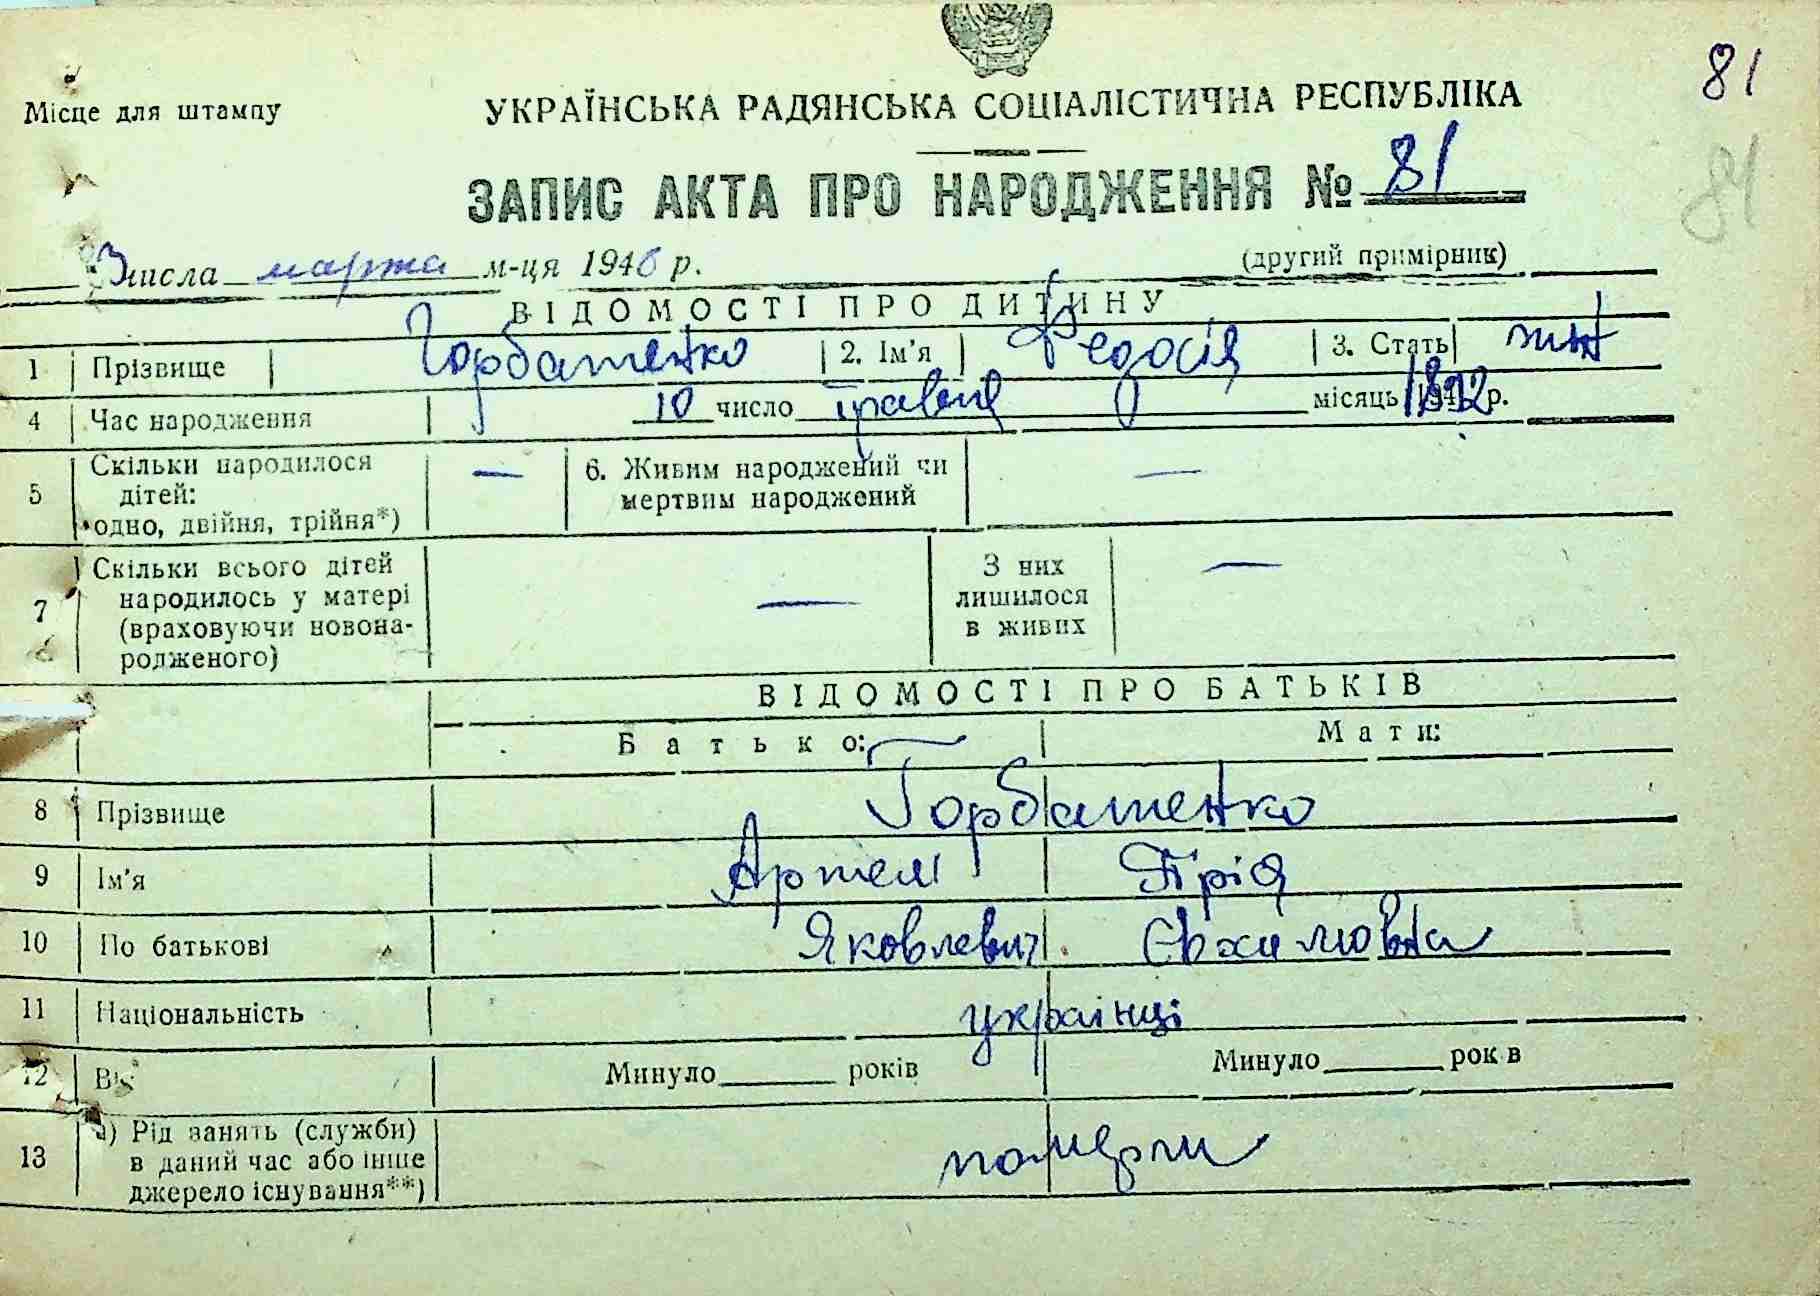 81
Місце для штампу
УКРАЇНСЬКА РАДЯНСЬКА СОЦІАЛІСТИЧНА РЕСПУБЛІКА
ЗАПИС АКТА ПРО НАРОДЖЕННЯ № 81
81
3 числа марта м-ця 1946 р. (другий примірник)
ВІДОМОСТІ ПРО ДИТИНУ
1 Прізвище Горбатенко 2. Ім'я Федосія 3. Стать жін
4 Час народження 10 число травня місяць 1892 р.
5 Скільки народилося дітей: одно, двійня, трійня*) — 6. Живим народжений чи мертвим народжений —
7 Скільки всього дітей народилось у матері (враховуючи новонародженого) — З них лишилося в живих —
ВІДОМОСТІ ПРО БАТЬКІВ
Батько: Мати:
8 Прізвище Горбатенко
9 Ім'я Артем
10 По батькові Яковлевич
11 Національність українці
12 Вік Минуло років Минуло рок в
13 а) Рід занять (служби) в даний час або інше джерело існування**) померли